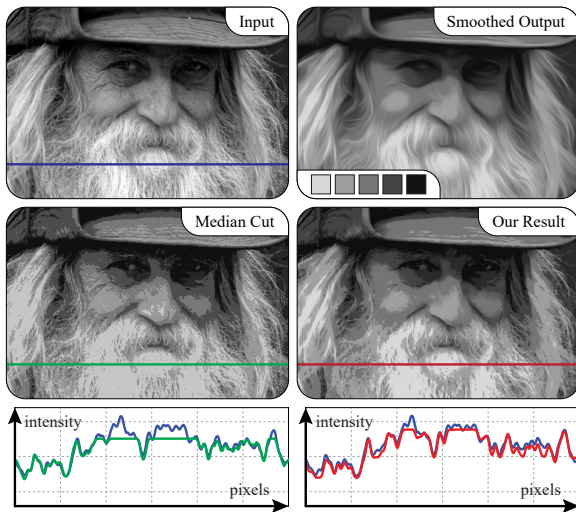 Input
Smoothed Output
Median Cut
Our Result
intensity
pixels
intensity
pixels